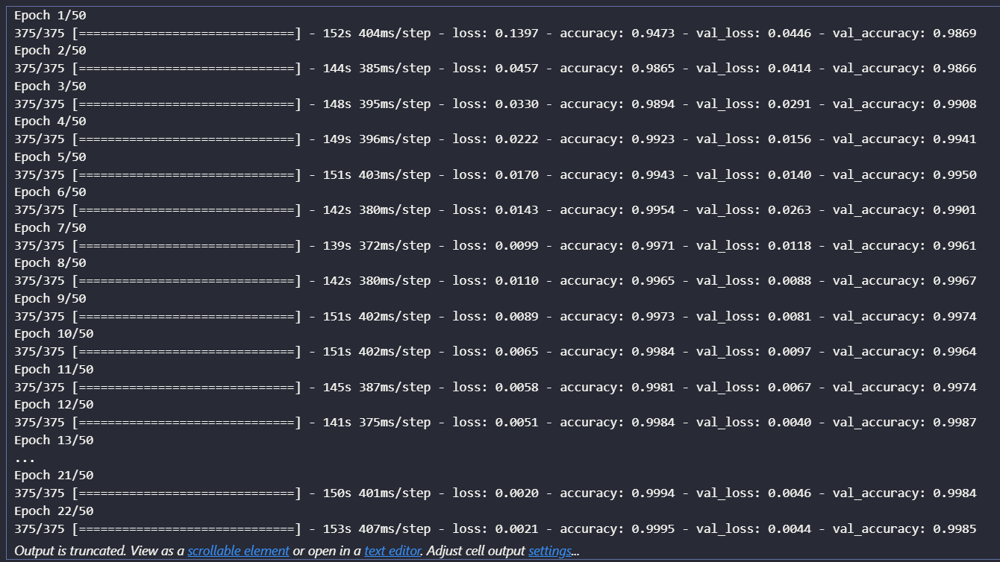 Epoch 1/50
375/375 [==============================] - 152s 404ms/step - loss: 0.1397 - accuracy: 0.9473 - val_loss: 0.0446 - val_accuracy: 0.9869
Epoch 2/50
375/375 [==============================] - 144s 385ms/step - loss: 0.0457 - accuracy: 0.9865 - val_loss: 0.0414 - val_accuracy: 0.9866
Epoch 3/50
375/375 [==============================] - 148s 395ms/step - loss: 0.0330 - accuracy: 0.9894 - val_loss: 0.0291 - val_accuracy: 0.9908
Epoch 4/50
375/375 [==============================] - 149s 396ms/step - loss: 0.0222 - accuracy: 0.9923 - val_loss: 0.0156 - val_accuracy: 0.9941
Epoch 5/50
375/375 [==============================] - 151s 403ms/step - loss: 0.0170 - accuracy: 0.9943 - val_loss: 0.0140 - val_accuracy: 0.9950
Epoch 6/50
375/375 [==============================] - 142s 380ms/step - loss: 0.0143 - accuracy: 0.9954 - val_loss: 0.0263 - val_accuracy: 0.9901
Epoch 7/50
375/375 [==============================] - 139s 372ms/step - loss: 0.0099 - accuracy: 0.9971 - val_loss: 0.0118 - val_accuracy: 0.9961
Epoch 8/50
375/375 [==============================] - 142s 380ms/step - loss: 0.0110 - accuracy: 0.9965 - val_loss: 0.0088 - val_accuracy: 0.9967
Epoch 9/50
375/375 [==============================] - 151s 402ms/step - loss: 0.0089 - accuracy: 0.9973 - val_loss: 0.0081 - val_accuracy: 0.9974
Epoch 10/50
375/375 [==============================] - 151s 402ms/step - loss: 0.0065 - accuracy: 0.9984 - val_loss: 0.0097 - val_accuracy: 0.9964
Epoch 11/50
375/375 [==============================] - 145s 387ms/step - loss: 0.0058 - accuracy: 0.9981 - val_loss: 0.0067 - val_accuracy: 0.9974
Epoch 12/50
375/375 [==============================] - 141s 375ms/step - loss: 0.0051 - accuracy: 0.9984 - val_loss: 0.0040 - val_accuracy: 0.9987
Epoch 13/50
...
Epoch 21/50
375/375 [==============================] - 150s 401ms/step - loss: 0.0020 - accuracy: 0.9994 - val_loss: 0.0046 - val_accuracy: 0.9984
Epoch 22/50
375/375 [==============================] - 153s 407ms/step - loss: 0.0021 - accuracy: 0.9995 - val_loss: 0.0044 - val_accuracy: 0.9985
Output is truncated. View as a scrollable element or open in a text editor. Adjust cell output settings...